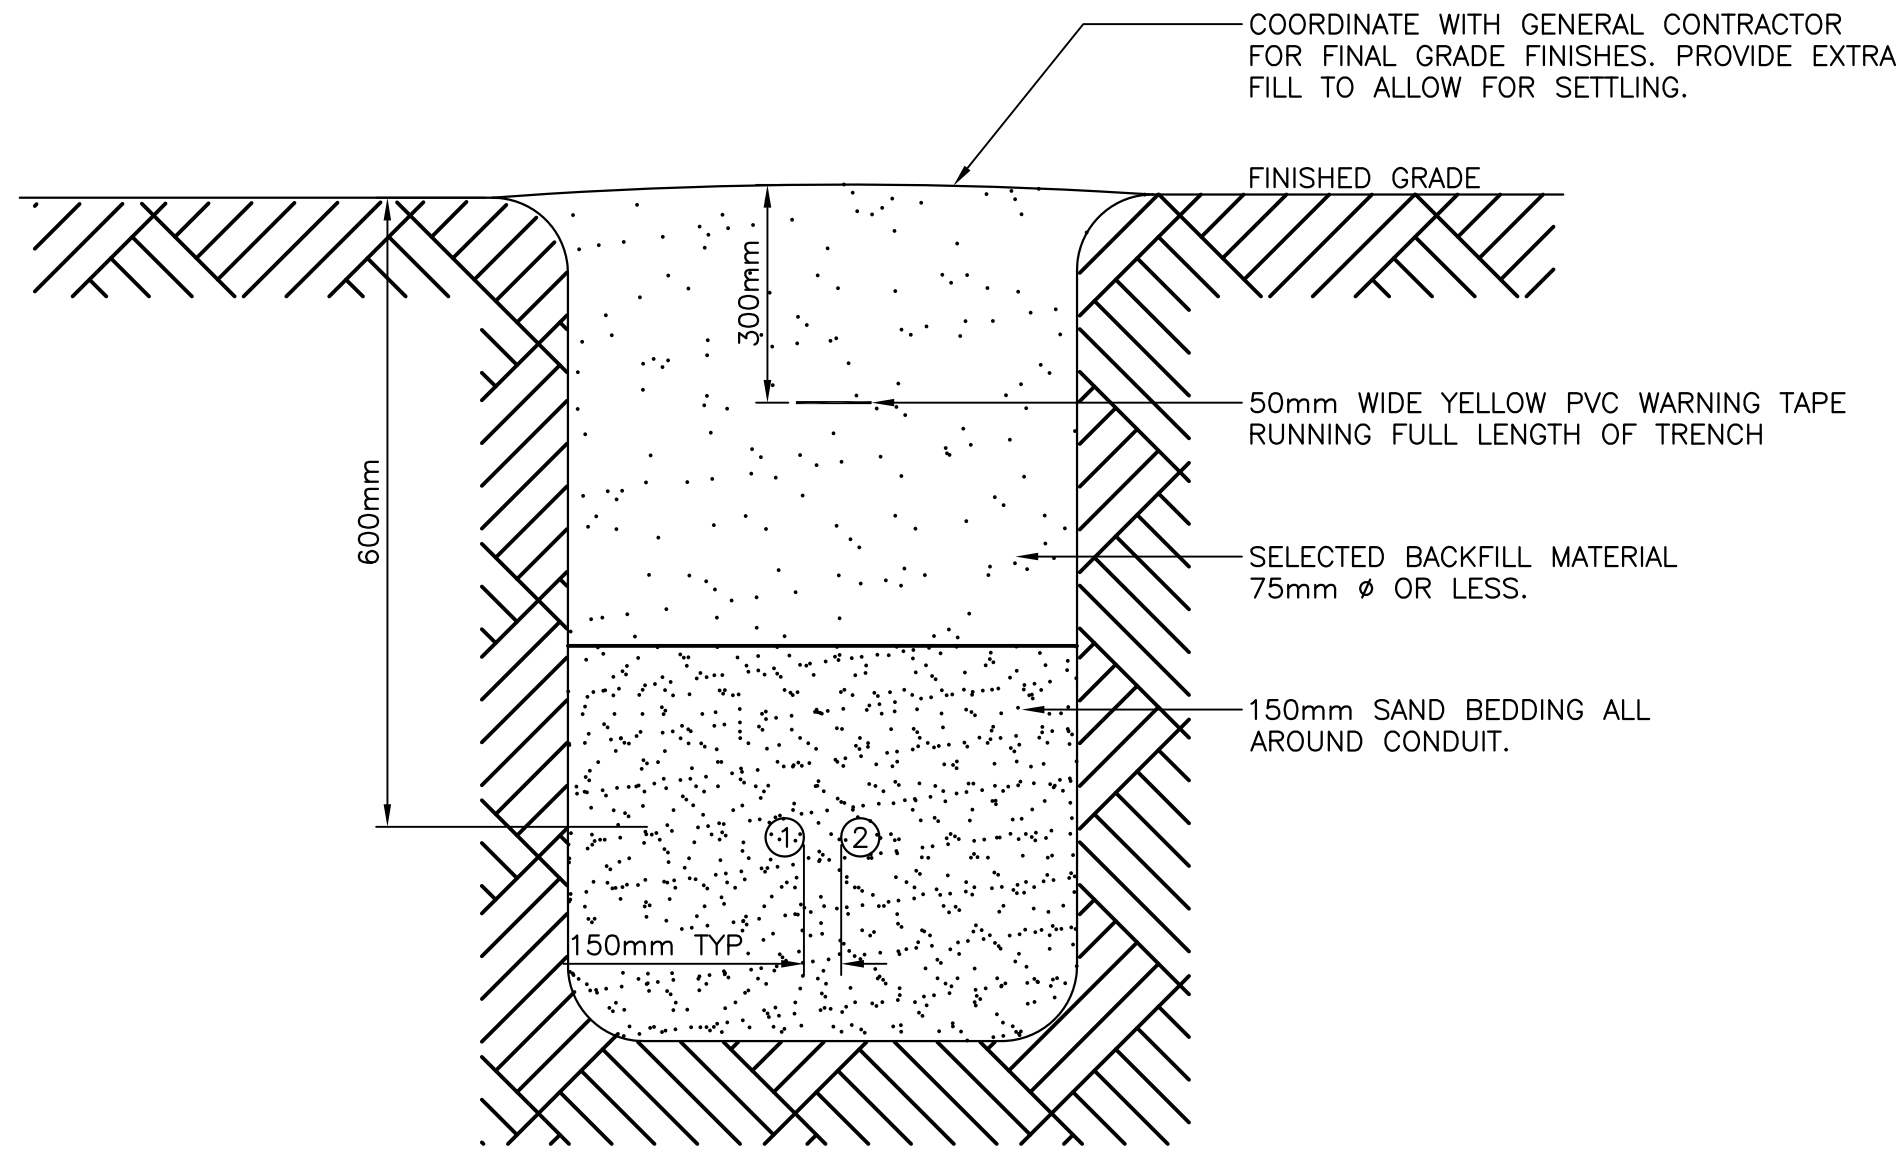 COORDINATE WITH GENERAL CONTRACTOR
FOR FINAL GRADE FINISHES. PROVIDE EXTRA
FILL TO ALLOW FOR SETTLING.
FINISHED GRADE
300mm
50mm WIDE YELLOW PVC WARNING TAPE
RUNNING FULL LENGTH OF TRENCH
600mm
SELECTED BACKFILL MATERIAL
75mm ø OR LESS.
150mm SAND BEDDING ALL
AROUND CONDUIT.
1
2
150mm TYP